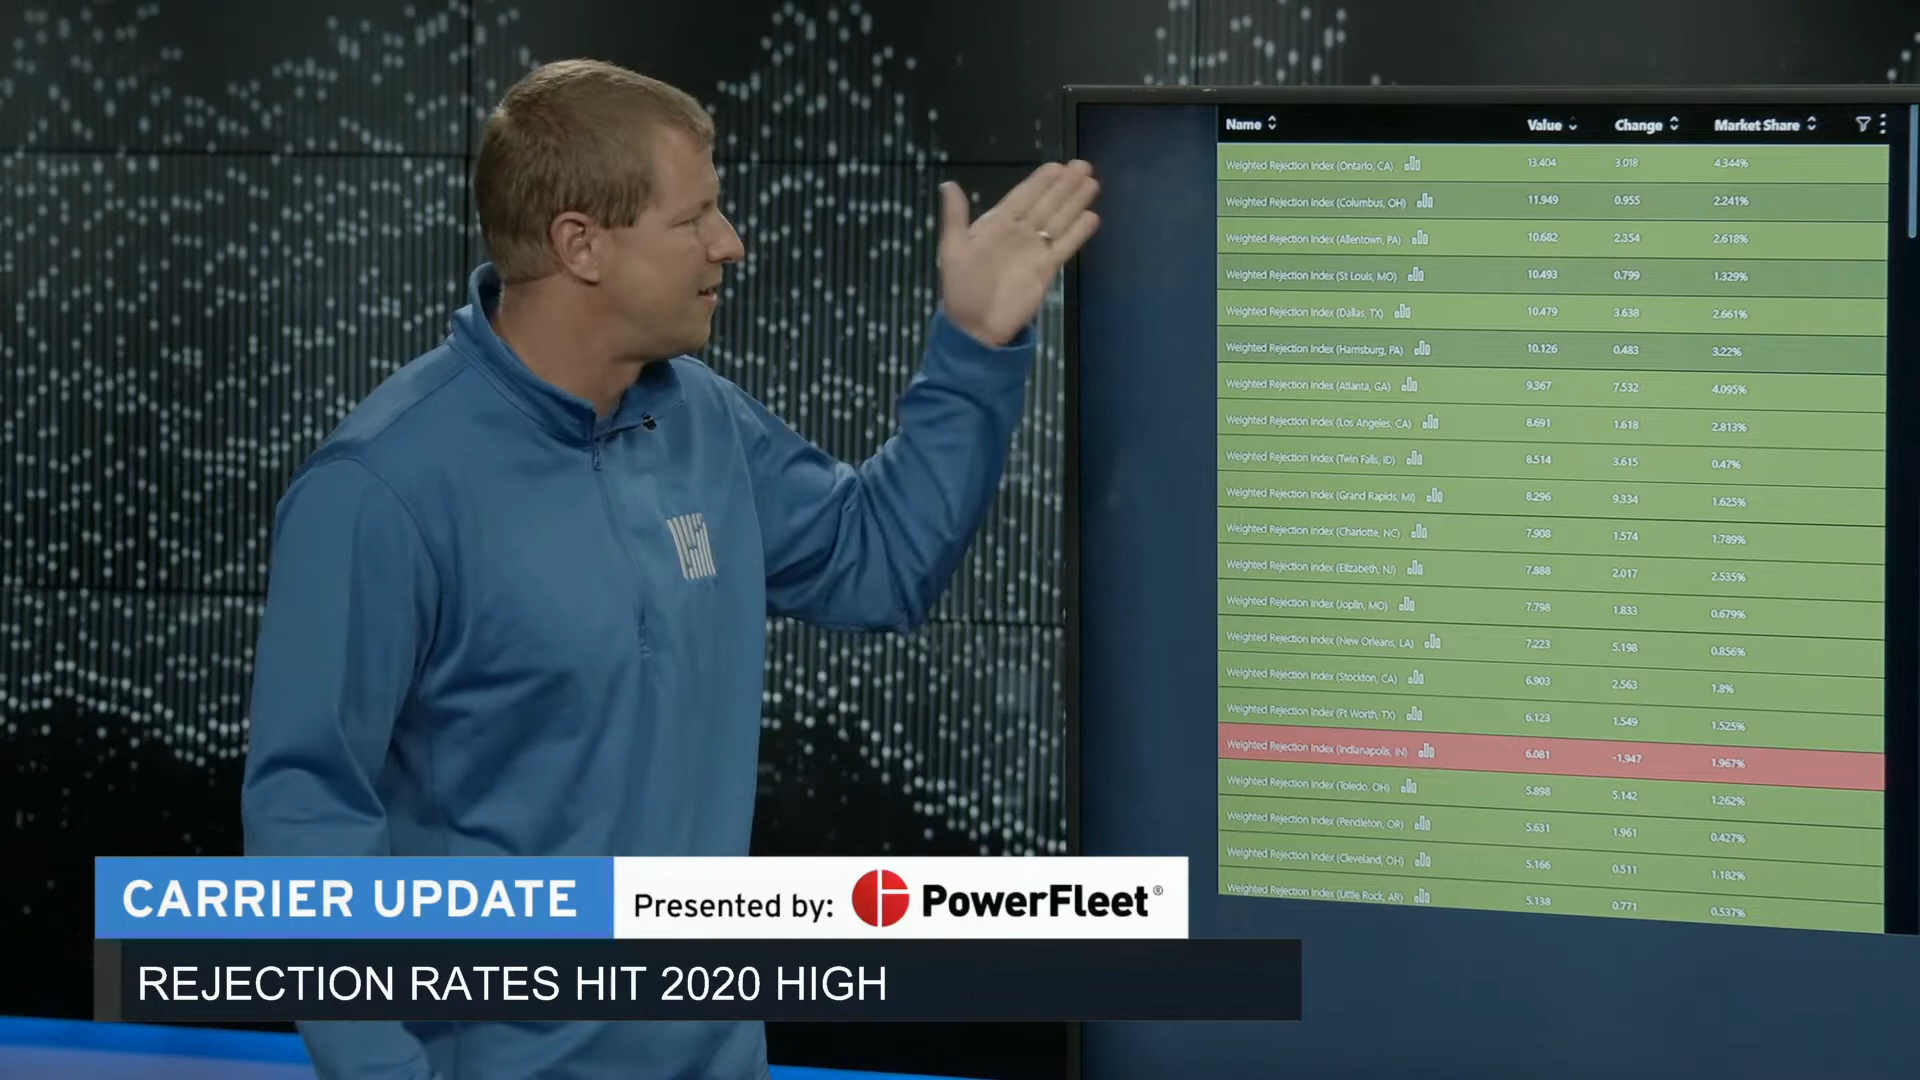 Name Value Change Market Share
Weighted Rejection Index (Ontario, CA) 13.404 3.018 4.344%
Weighted Rejection Index (Columbus, OH) 11.949 0.955 2.241%
Weighted Rejection Index (Allentown, PA) 10.682 2.354 2.618%
Weighted Rejection Index (St Louis, MO) 10.493 0.799 1.329%
Weighted Rejection Index (Dallas, TX) 10.479 3.638 2.661%
Weighted Rejection Index (Harrisburg, PA) 10.126 0.483 3.22%
Weighted Rejection Index (Atlanta, GA) 9.367 7.532 4.095%
Weighted Rejection Index (Los Angeles, CA) 8.691 1.618 2.813%
Weighted Rejection Index (Twin Falls, ID) 8.514 3.615 0.47%
Weighted Rejection Index (Grand Rapids, MI) 8.296 9.334 1.625%
Weighted Rejection Index (Charlotte, NC) 7.908 1.574 1.789%
Weighted Rejection Index (Elizabeth, NJ) 7.888 2.017 2.535%
Weighted Rejection Index (Joplin, MO) 7.798 1.833 0.679%
Weighted Rejection Index (New Orleans, LA) 7.223 5.198 0.856%
Weighted Rejection Index (Stockton, CA) 6.903 2.563 1.8%
Weighted Rejection Index (Ft Worth, TX) 6.123 1.549 1.525%
Weighted Rejection Index (Indianapolis, IN) 6.081 -1.947 1.967%
Weighted Rejection Index (Toledo, OH) 5.898 5.142 1.262%
Weighted Rejection Index (Pendleton, OR) 5.631 1.961 0.427%
Weighted Rejection Index (Cleveland, OH) 5.166 0.511 1.182%
Weighted Rejection Index (Little Rock, AR) 5.138 0.771 0.537%
CARRIER UPDATE Presented by: PowerFleet®
REJECTION RATES HIT 2020 HIGH